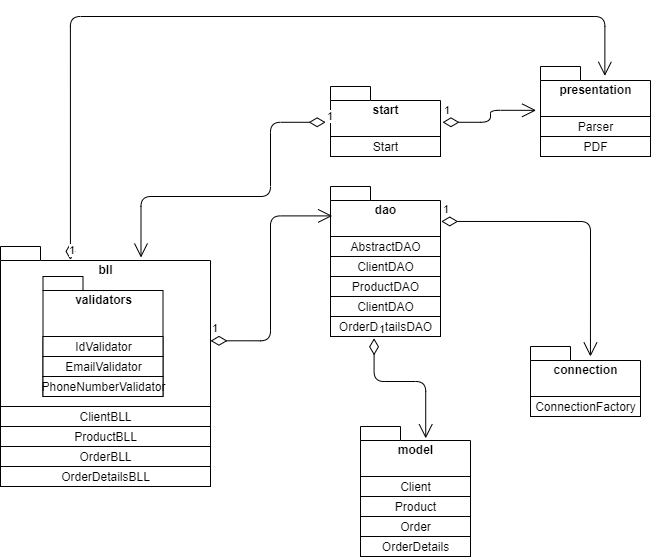 presentation
Parser
PDF
start
1
1
Start
dao
1
AbstractDAO
ClientDAO
ProductDAO
ClientDAO
OrderDetailsDAO
1
1
bll
validators
IdValidator
EmailValidator
PhoneNumberValidator
1
ClientBLL
ProductBLL
OrderBLL
OrderDetailsBLL
connection
ConnectionFactory
model
Client
Product
Order
OrderDetails